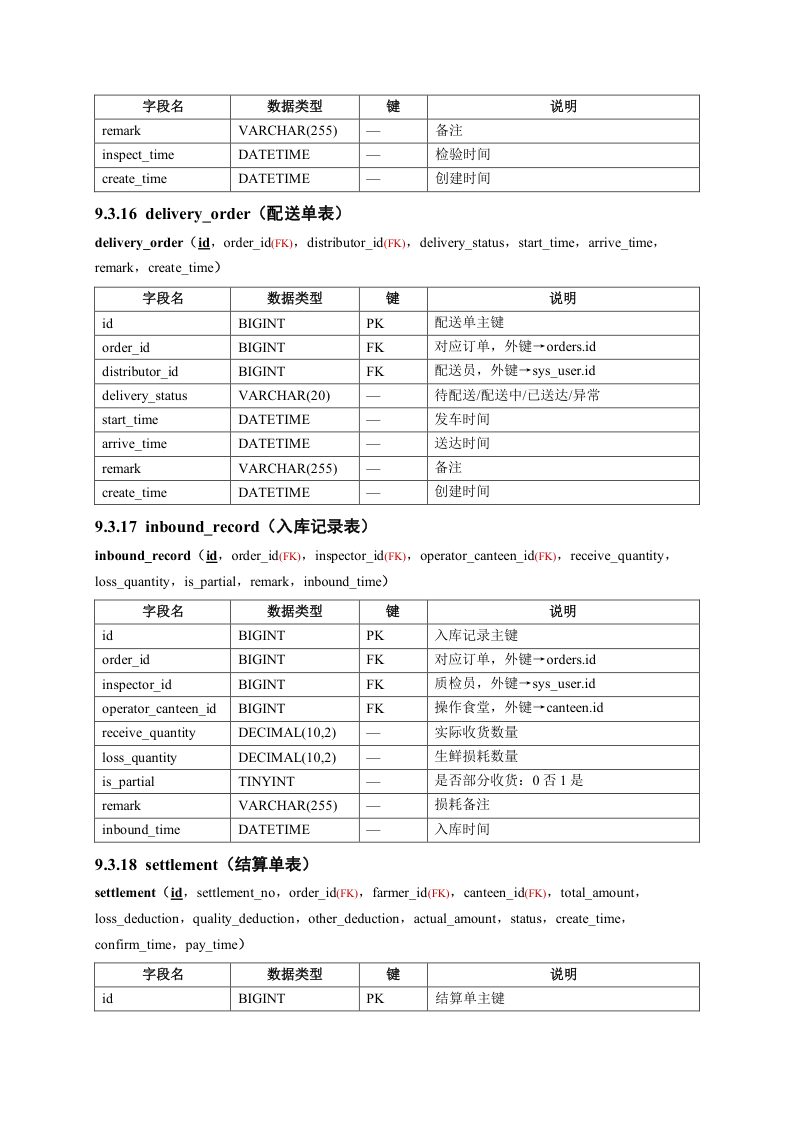 字段名 数据类型 键 说明
remark VARCHAR(255) — 备注
inspect_time DATETIME — 检验时间
create_time DATETIME — 创建时间
9.3.16 delivery_order（配送单表）
delivery_order（id，order_id(FK)，distributor_id(FK)，delivery_status，start_time，arrive_time，
remark，create_time）
字段名 数据类型 键 说明
id BIGINT PK 配送单主键
order_id BIGINT FK 对应订单，外键→orders.id
distributor_id BIGINT FK 配送员，外键→sys_user.id
delivery_status VARCHAR(20) — 待配送/配送中/已送达/异常
start_time DATETIME — 发车时间
arrive_time DATETIME — 送达时间
remark VARCHAR(255) — 备注
create_time DATETIME — 创建时间
9.3.17 inbound_record（入库记录表）
inbound_record（id，order_id(FK)，inspector_id(FK)，operator_canteen_id(FK)，receive_quantity，
loss_quantity，is_partial，remark，inbound_time）
字段名 数据类型 键 说明
id BIGINT PK 入库记录主键
order_id BIGINT FK 对应订单，外键→orders.id
inspector_id BIGINT FK 质检员，外键→sys_user.id
operator_canteen_id BIGINT FK 操作食堂，外键→canteen.id
receive_quantity DECIMAL(10,2) — 实际收货数量
loss_quantity DECIMAL(10,2) — 生鲜损耗数量
is_partial TINYINT — 是否部分收货：0 否 1 是
remark VARCHAR(255) — 损耗备注
inbound_time DATETIME — 入库时间
9.3.18 settlement（结算单表）
settlement（id，settlement_no，order_id(FK)，farmer_id(FK)，canteen_id(FK)，total_amount，
loss_deduction，quality_deduction，other_deduction，actual_amount，status，create_time，
confirm_time，pay_time）
字段名 数据类型 键 说明
id BIGINT PK 结算单主键